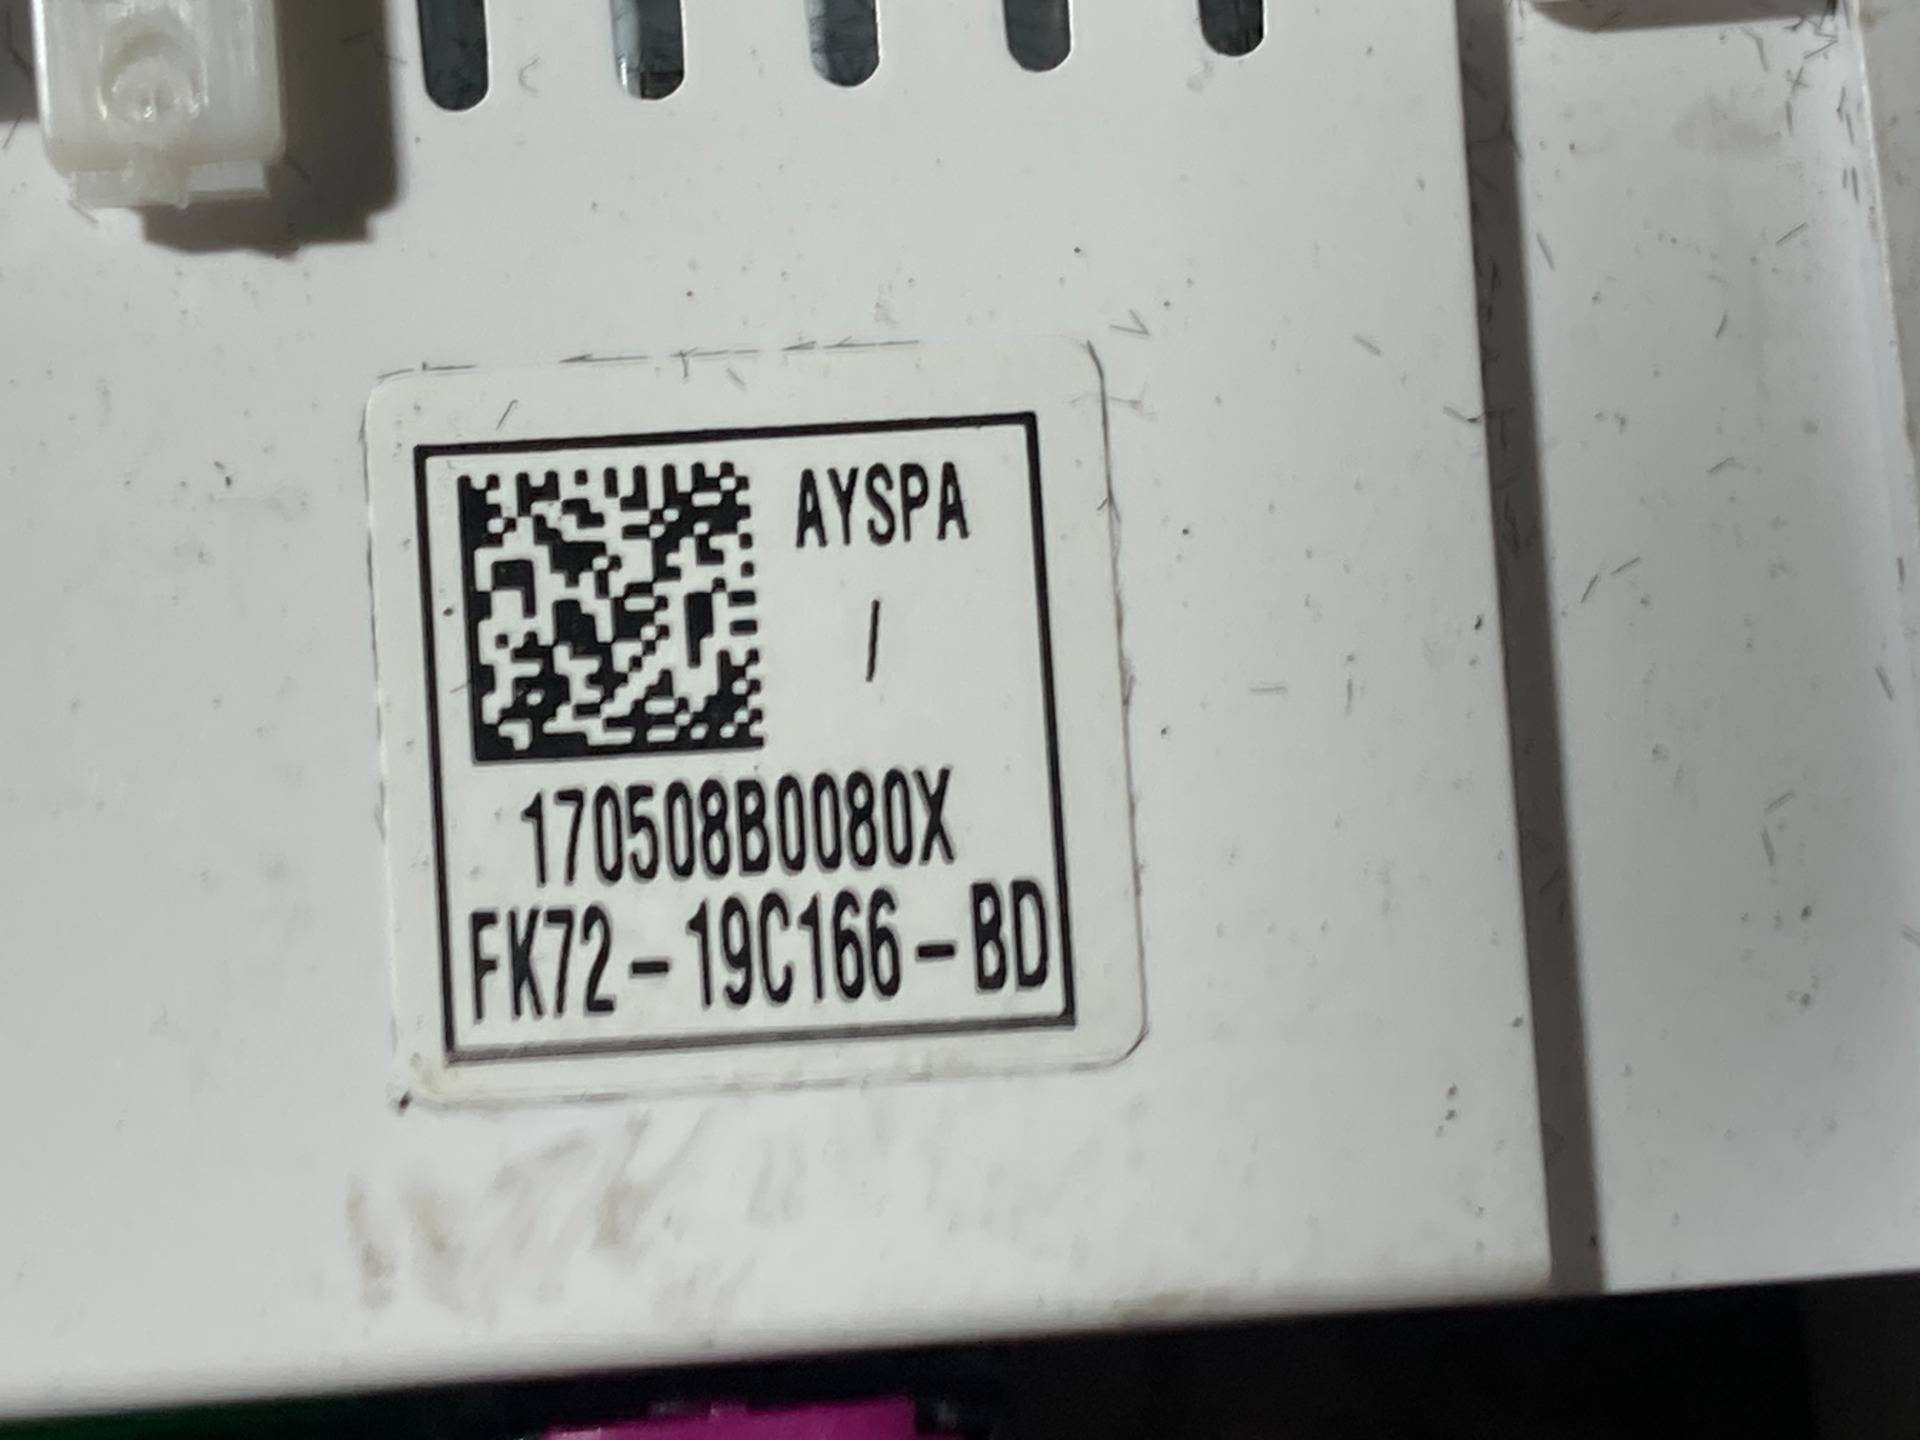 AYSPA
/
170508B0080X
FK72-19C166-BD